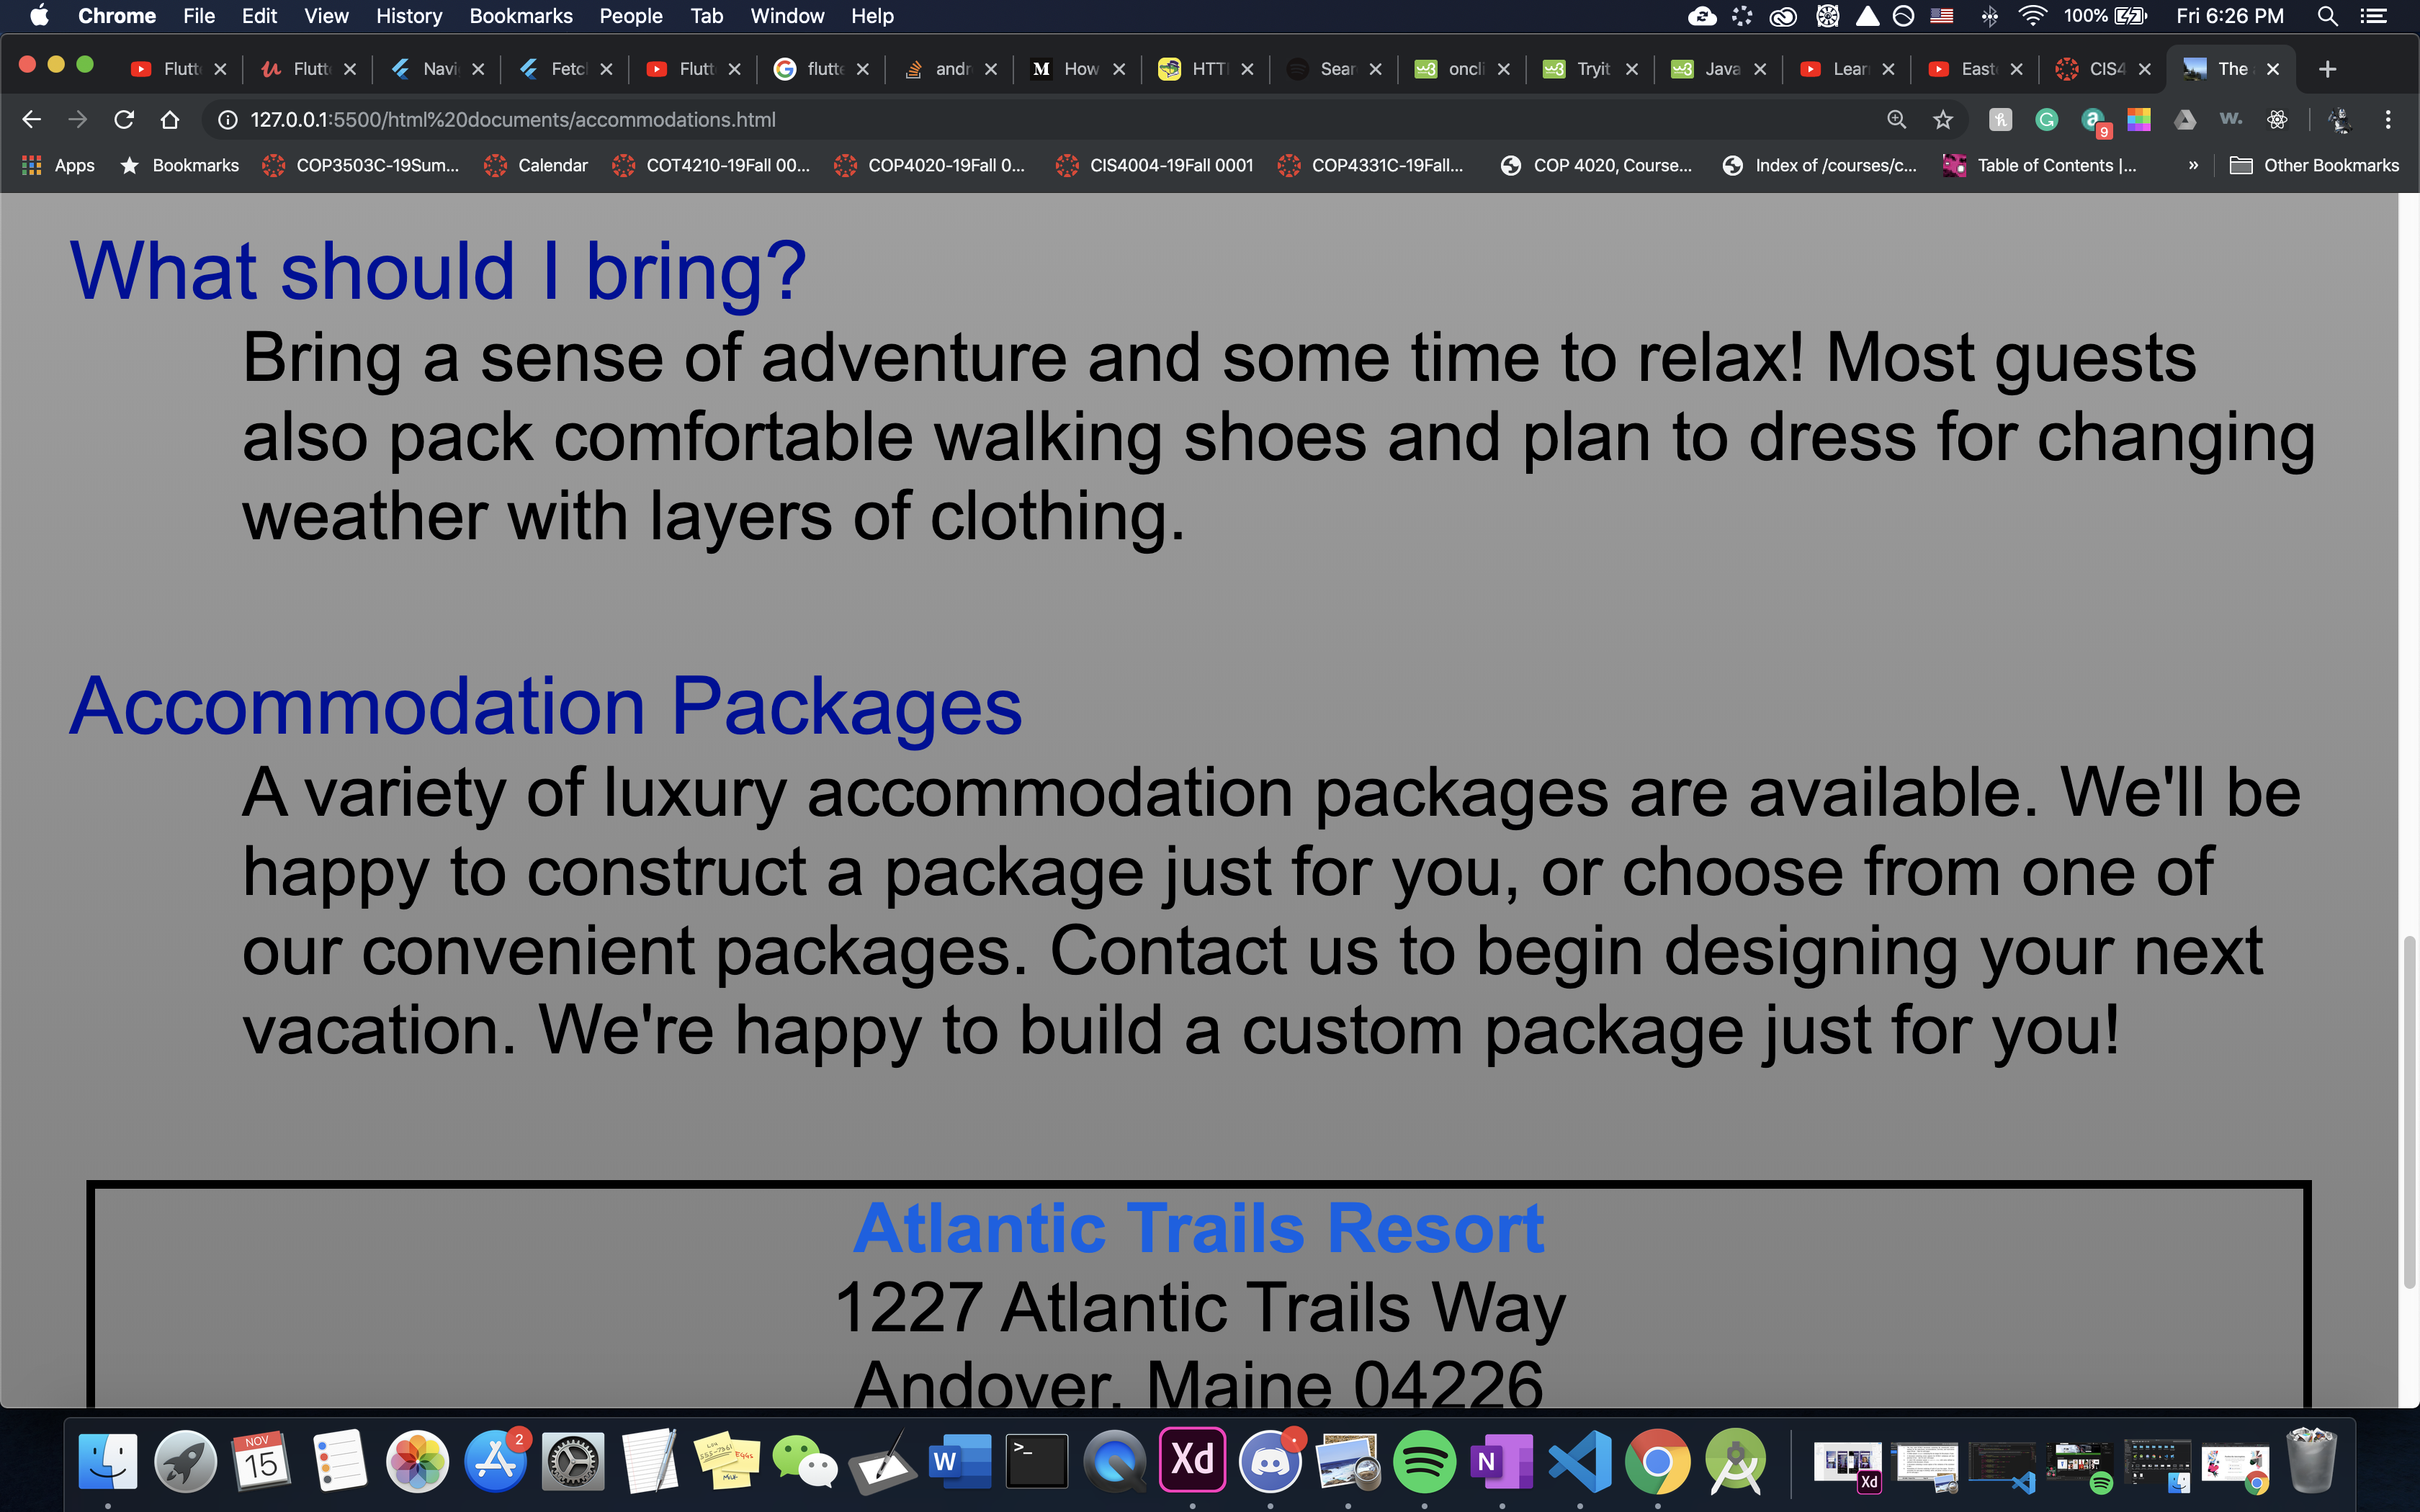 Chrome File Edit View History Bookmarks People Tab Window Help 100% Fri 6:26 PM
Flutt Flutt Navi Fetcl Flutt flutte andr M How HTTI Sear oncli Tryit Java Lear East CIS4 The
127.0.0.1:5500/html%20documents/accommodations.html 9
Apps Bookmarks COP3503C-19Sum... Calendar COT4210-19Fall 00... COP4020-19Fall 0... CIS4004-19Fall 0001 COP4331C-19Fall... COP 4020, Course... Index of /courses/c... Table of Contents |... » Other Bookmarks
What should I bring?
Bring a sense of adventure and some time to relax! Most guests
also pack comfortable walking shoes and plan to dress for changing
weather with layers of clothing.
Accommodation Packages
A variety of luxury accommodation packages are available. We'll be
happy to construct a package just for you, or choose from one of
our convenient packages. Contact us to begin designing your next
vacation. We're happy to build a custom package just for you!
Atlantic Trails Resort
1227 Atlantic Trails Way
Andover, Maine 04226
NOV
15
2
W
>_
Xd
N